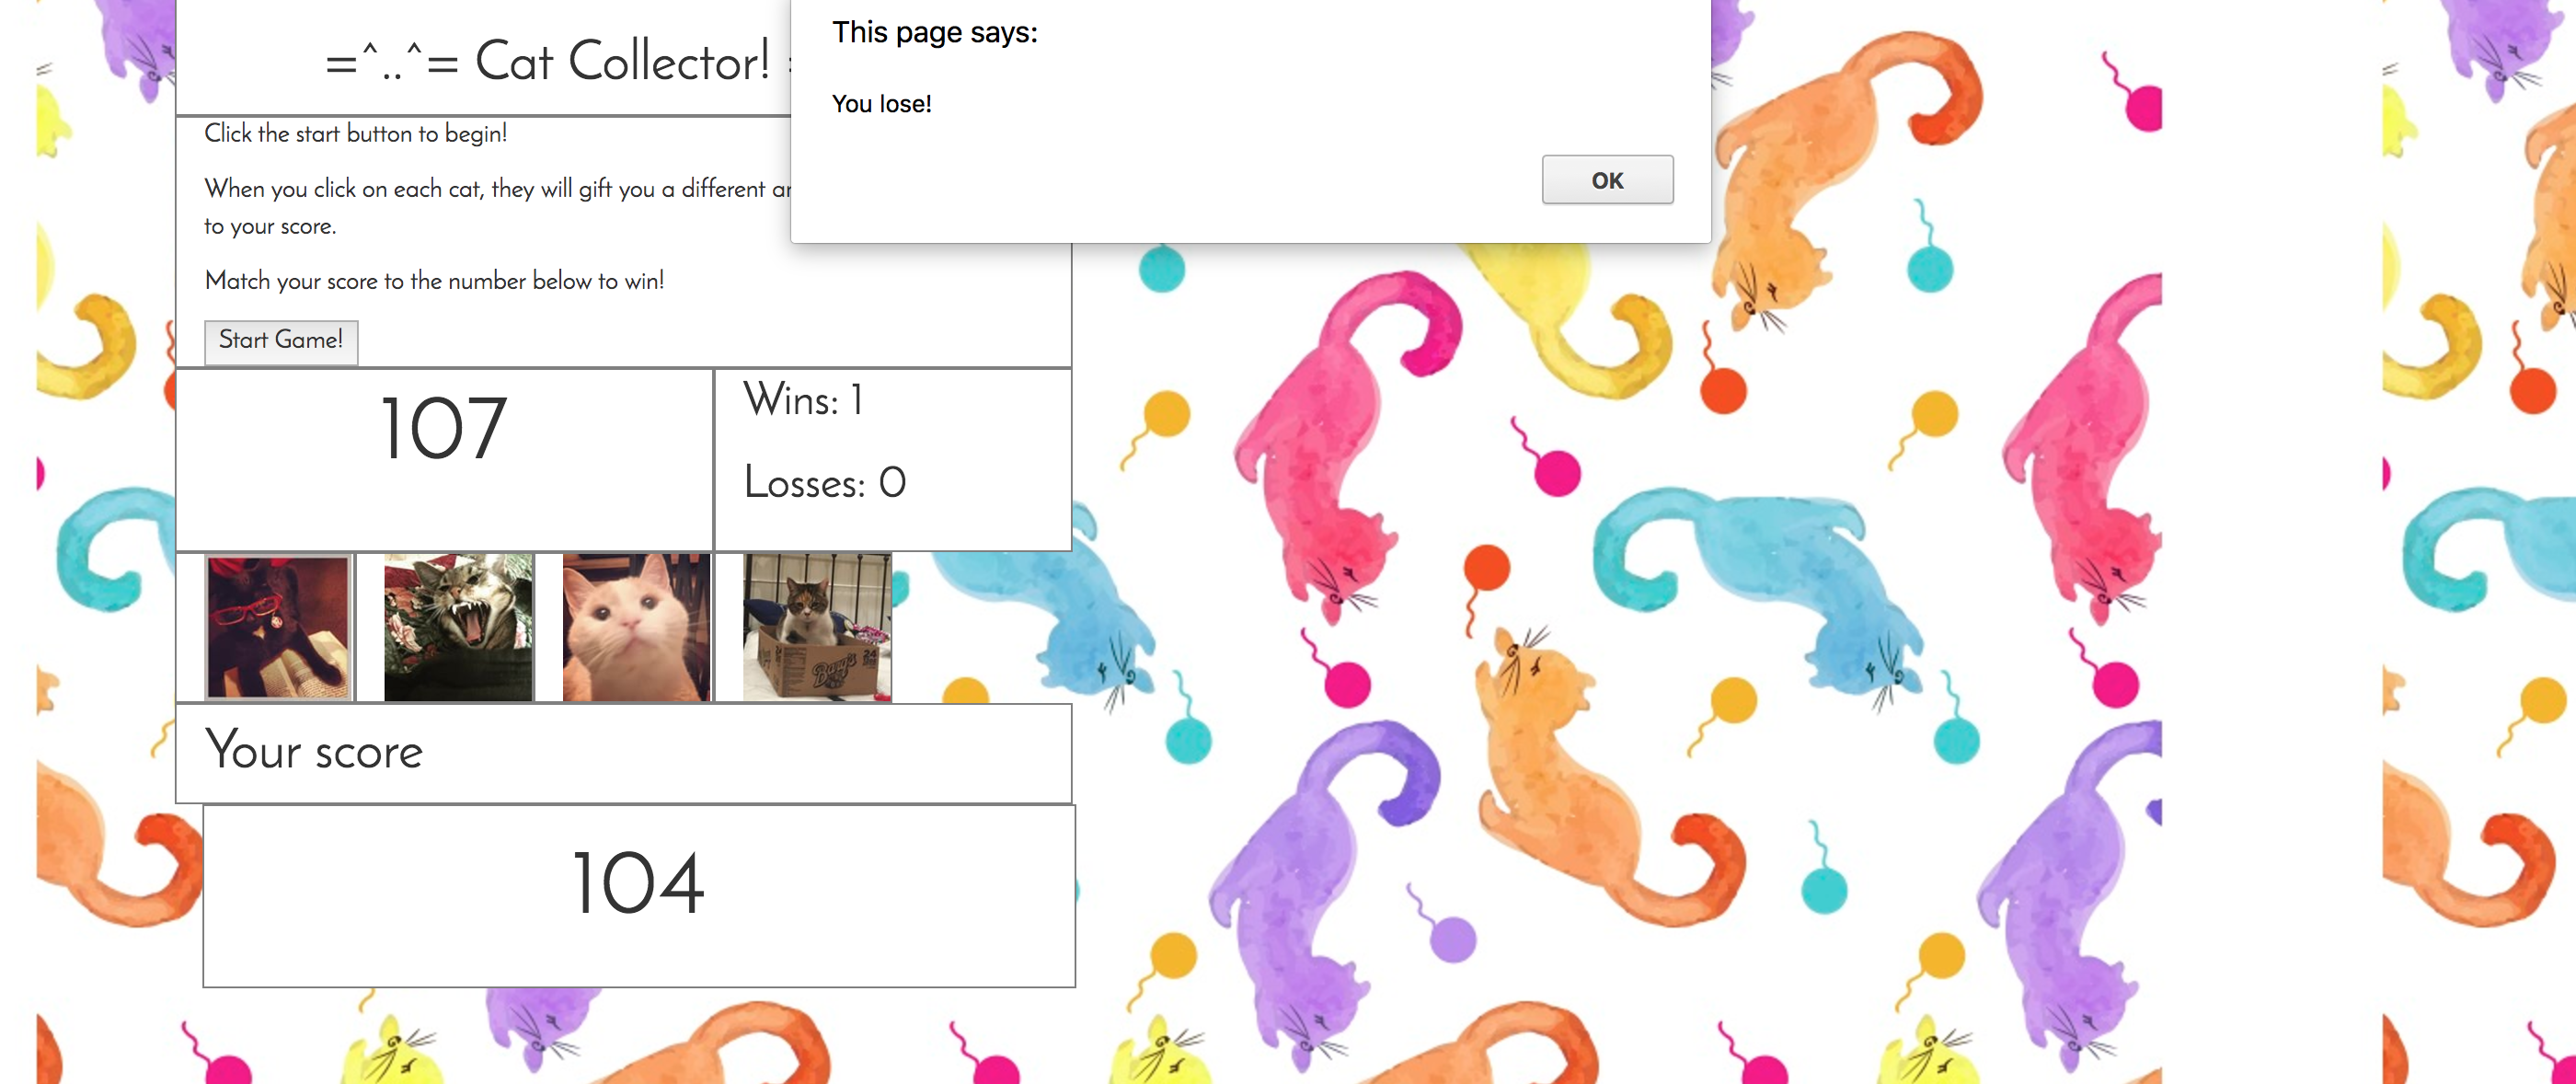 =^..^= Cat Collector!
This page says:
You lose!
OK
Click the start button to begin!
When you click on each cat, they will gift you a different
to your score.
Match your score to the number below to win!
Start Game!
107
Wins: 1
Losses: 0
24
Your score
104